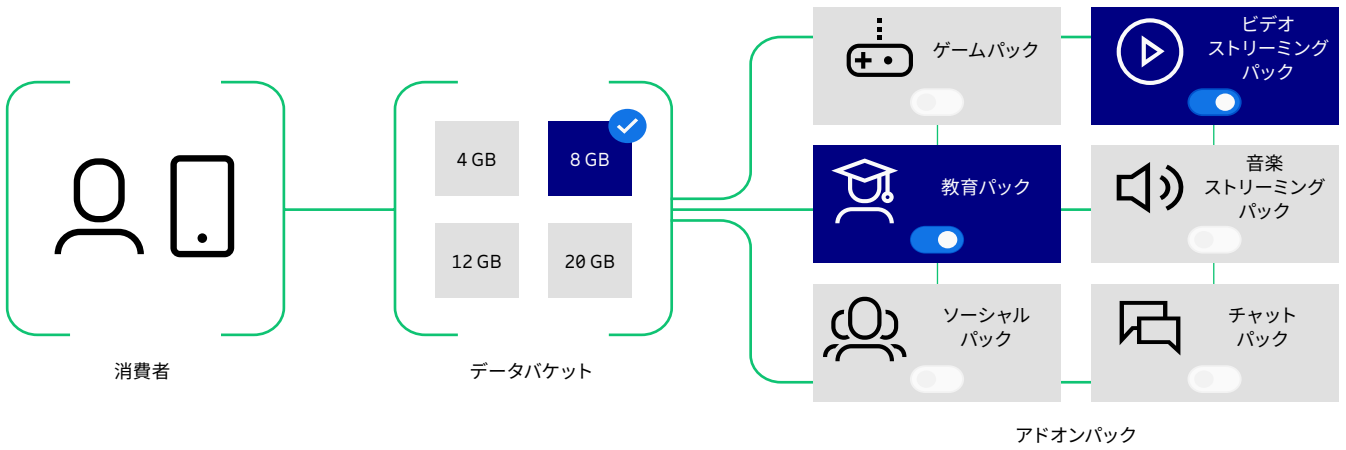 消費者
4 GB
8 GB
12 GB
20 GB
データバケット
ゲームパック
ビデオ
ストリーミング
パック
教育パック
音楽
ストリーミング
パック
ソーシャル
パック
チャット
パック
アドオンパック